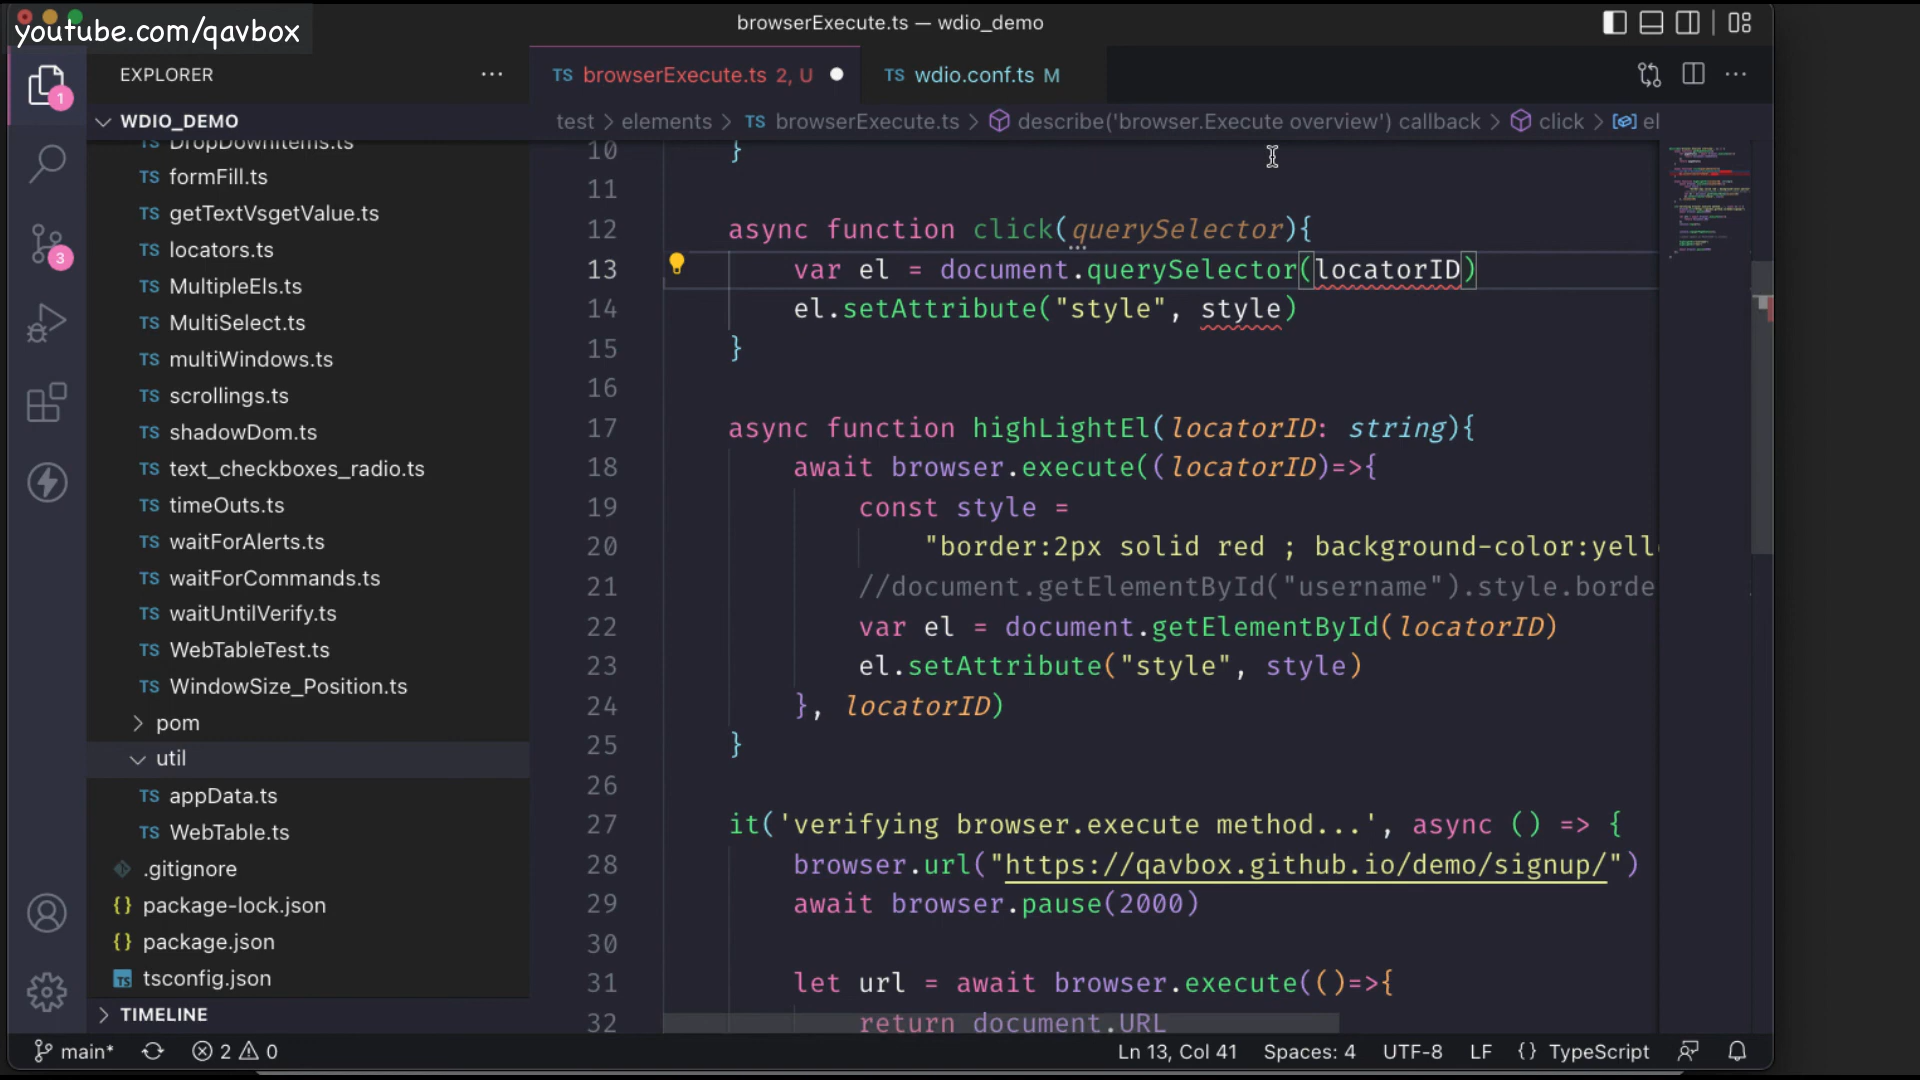 youtube.com/qavbox
browserExecute.ts — wdio_demo
EXPLORER
TS browserExecute.ts 2, U
TS wdio.conf.ts M
WDIO_DEMO
test > elements > TS browserExecute.ts > describe('browser.Execute overview') callback > click > el
TS DropDownItems.ts
TS formFill.ts
TS getTextVsgetValue.ts
TS locators.ts
TS MultipleEls.ts
TS MultiSelect.ts
TS multiWindows.ts
TS scrollings.ts
TS shadowDom.ts
TS text_checkboxes_radio.ts
TS timeOuts.ts
TS waitForAlerts.ts
TS waitForCommands.ts
TS waitUntilVerify.ts
TS WebTableTest.ts
TS WindowSize_Position.ts
pom
util
TS appData.ts
TS WebTable.ts
.gitignore
{} package-lock.json
{} package.json
TS tsconfig.json
TIMELINE
1
3
10 }
11
12 async function click(querySelector){
13 var el = document.querySelector(locatorID)
14 el.setAttribute("style", style)
15 }
16
17 async function highLightEl(locatorID: string){
18 await browser.execute((locatorID)=>{
19 const style =
20 "border:2px solid red ; background-color:yell
21 //document.getElementById("username").style.borde
22 var el = document.getElementById(locatorID)
23 el.setAttribute("style", style)
24 }, locatorID)
25 }
26
27 it('verifying browser.execute method...', async () => {
28 browser.url("https://qavbox.github.io/demo/signup/")
29 await browser.pause(2000)
30
31 let url = await browser.execute(()=>{
32 return document.URL
main* 2 0 Ln 13, Col 41 Spaces: 4 UTF-8 LF {} TypeScript